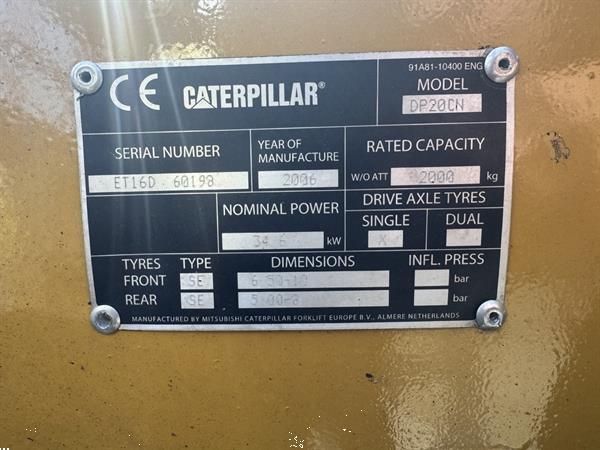 91A81-10400 ENG
CE CATERPILLAR® MODEL
DP20CN
SERIAL NUMBER YEAR OF MANUFACTURE RATED CAPACITY
ET16D 60198 2006 W/O ATT 2000 kg
NOMINAL POWER DRIVE AXLE TYRES
34.6 kW SINGLE X DUAL
TYRES TYPE DIMENSIONS INFL. PRESS
FRONT SE 6.50-10 bar
REAR SE 5.00-8 bar
MANUFACTURED BY MITSUBISHI CATERPILLAR FORKLIFT EUROPE B.V., ALMERE NETHERLANDS